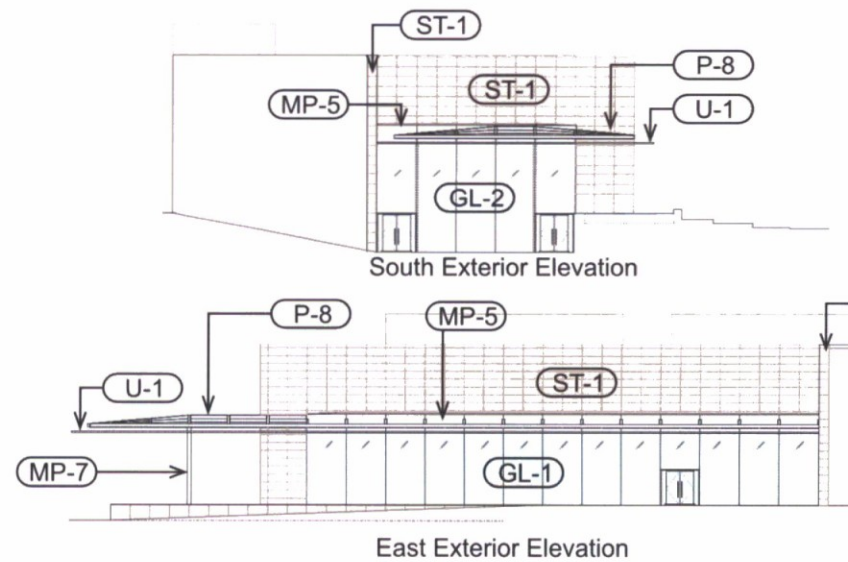 ST-1
P-8
ST-1
MP-5
U-1
GL-2
South Exterior Elevation
P-8
MP-5
U-1
ST-1
MP-7
GL-1
East Exterior Elevation